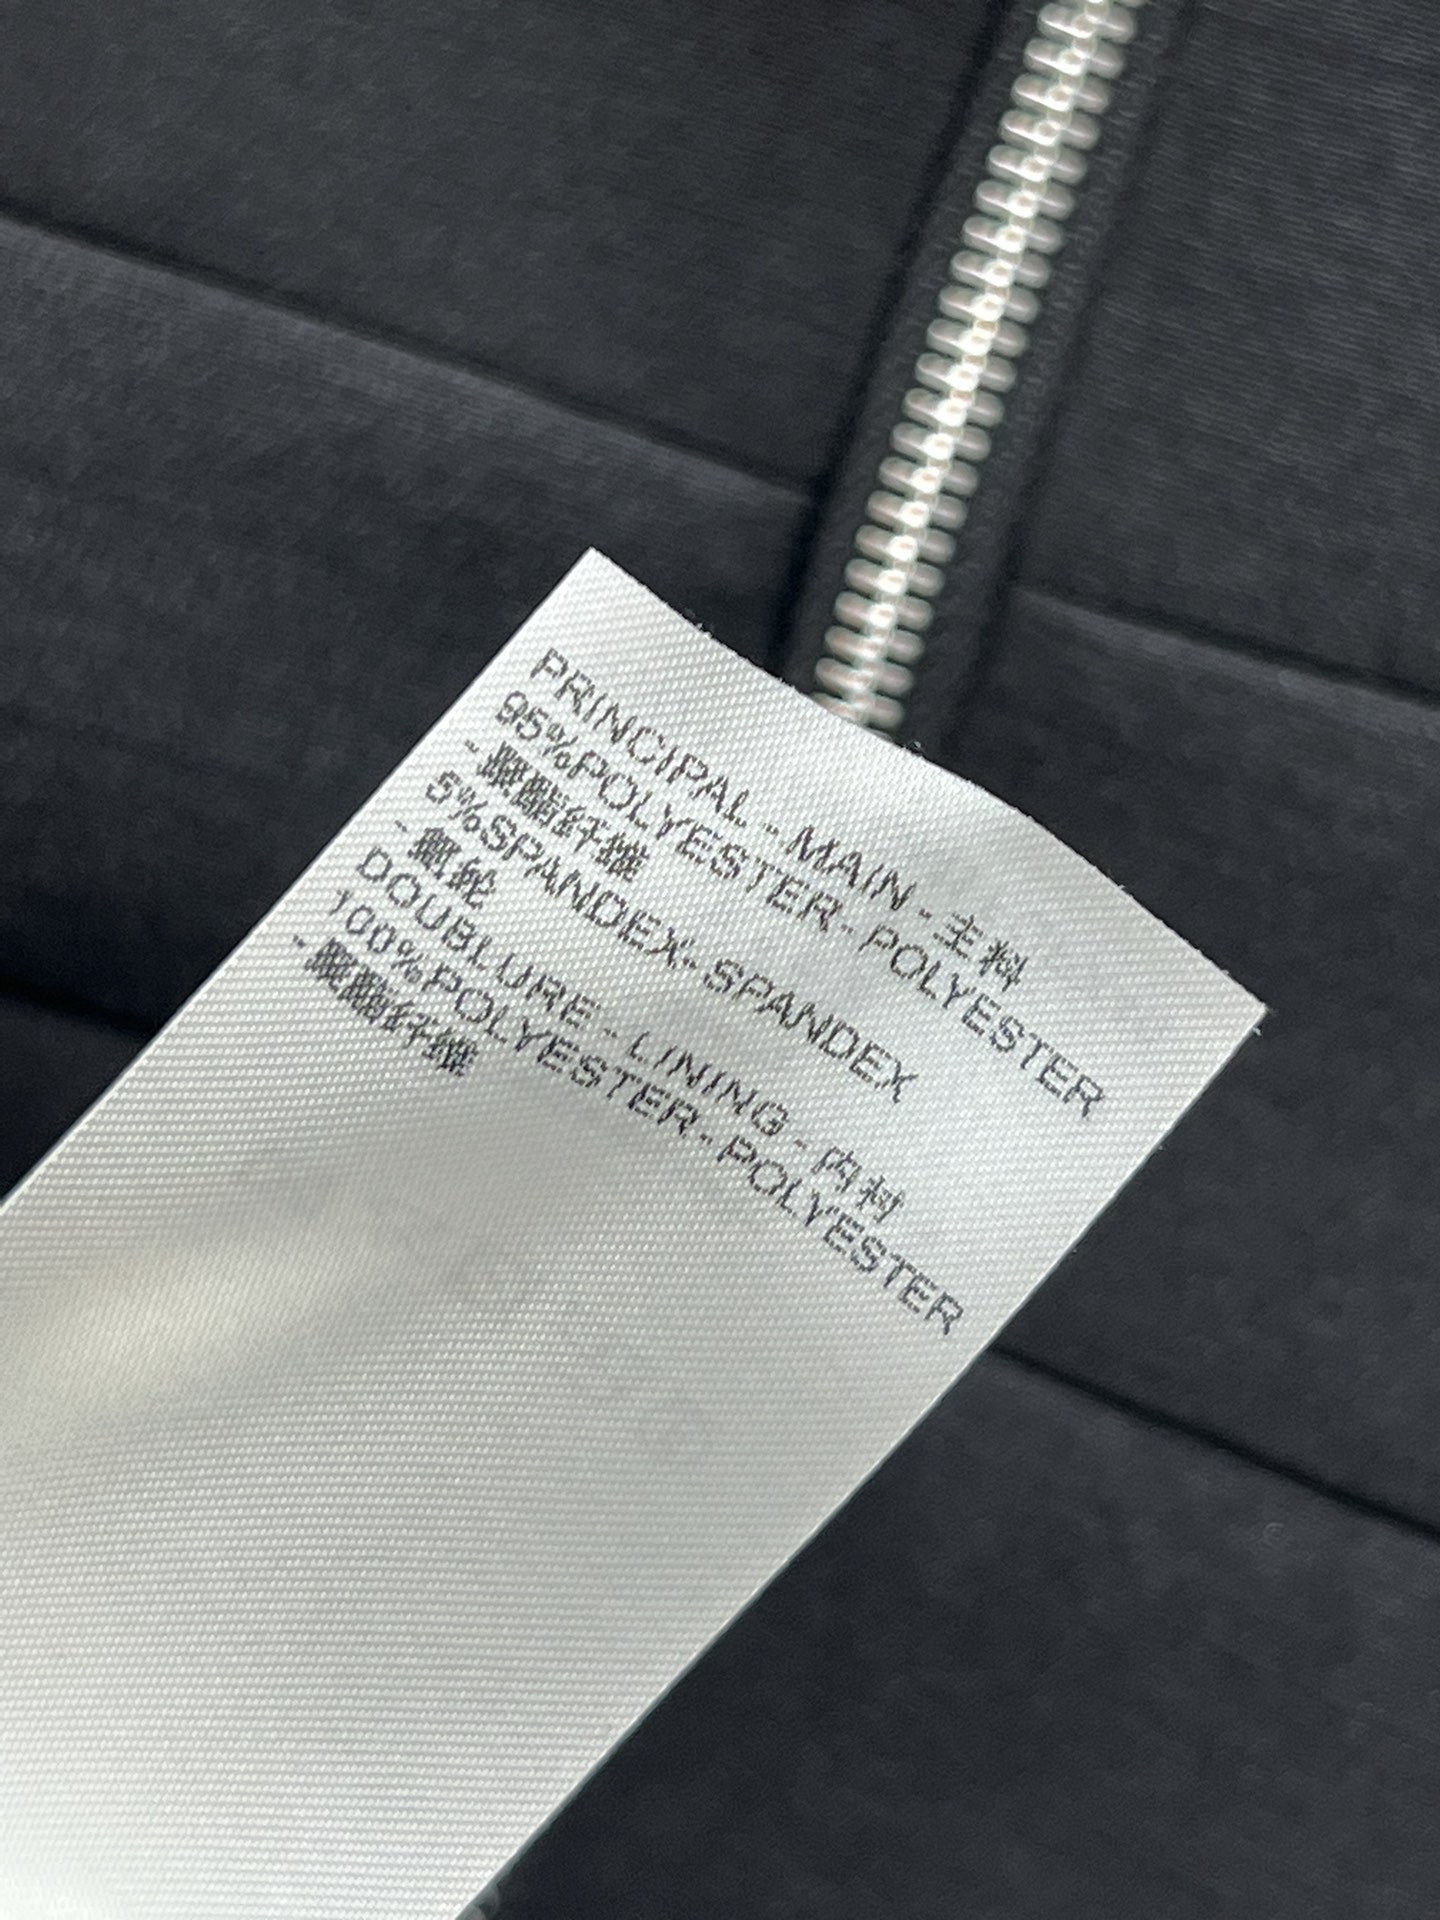 PRINCIPAL - MAIN - 主料
95%POLYESTER- POLYESTER
- 聚酯纤维
5%SPANDEX- SPANDEX
- 氨纶
DOUBLURE - LINING - 内衬
100%POLYESTER- POLYESTER
- 聚酯纤维